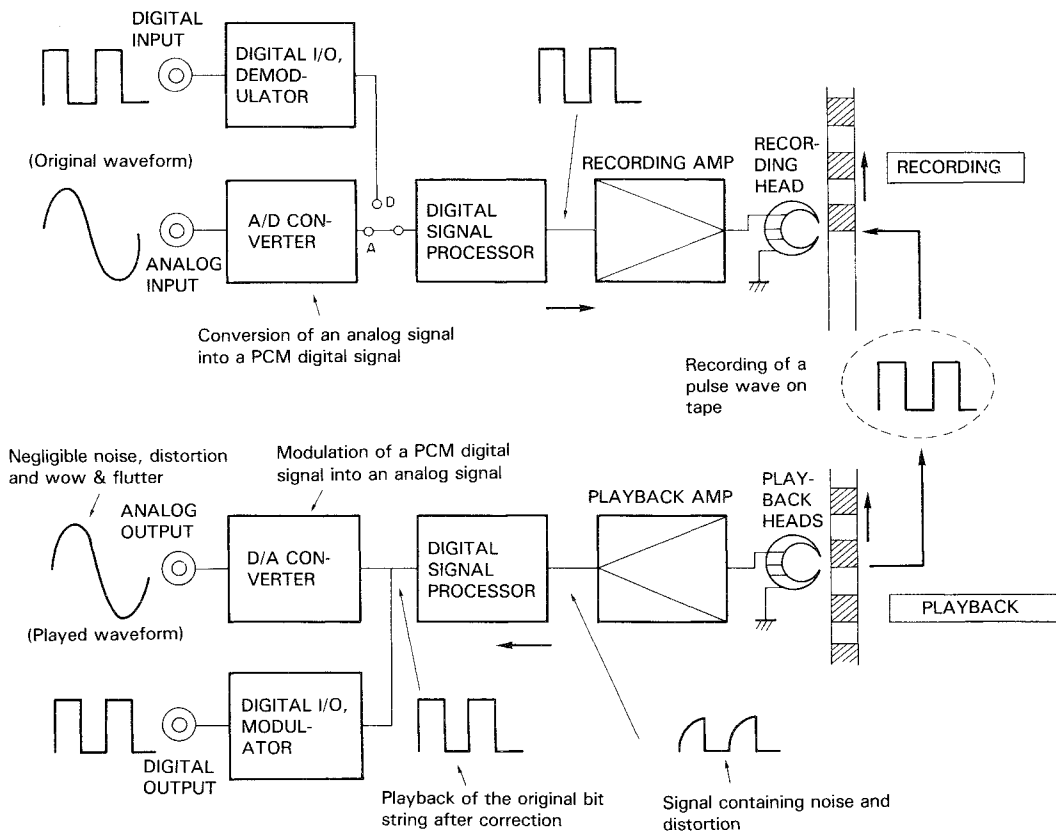 DIGITAL
INPUT
DIGITAL I/O,
DEMOD-
ULATOR
(Original waveform)
ANALOG
INPUT
A/D CON-
VERTER
D
A
DIGITAL
SIGNAL
PROCESSOR
RECORDING AMP
RECOR-
DING
HEAD
RECORDING
Conversion of an analog signal
into a PCM digital signal
Recording of a
pulse wave on
tape
Negligible noise, distortion
and wow & flutter
Modulation of a PCM digital
signal into an analog signal
ANALOG
OUTPUT
(Played waveform)
D/A CON-
VERTER
DIGITAL
SIGNAL
PROCESSOR
PLAYBACK AMP
PLAY-
BACK
HEADS
PLAYBACK
DIGITAL I/O,
MODUL-
ATOR
DIGITAL
OUTPUT
Playback of the original bit
string after correction
Signal containing noise and
distortion